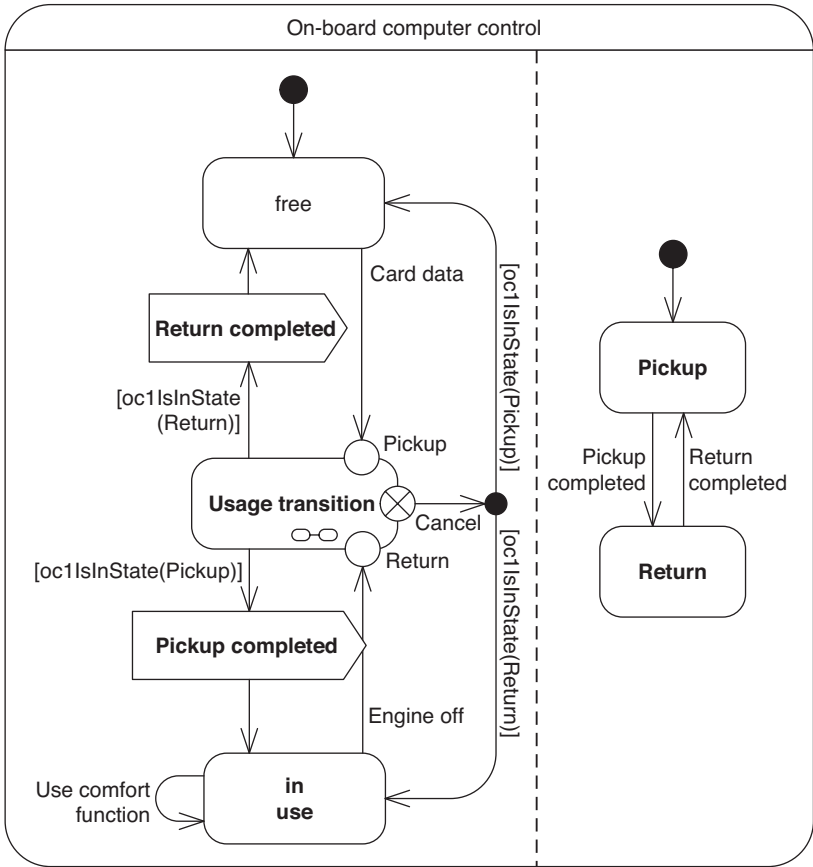 On-board computer control
free
Card data
Return completed
[oc1IsInState
(Return)]
Pickup
Usage transition
Cancel
Return
[oc1IsInState(Pickup)]
[oc1IsInState(Pickup)]
[oc1IsInState(Return)]
Pickup completed
Engine off
in
use
Use comfort
function
Pickup
Pickup
completed
Return
completed
Return